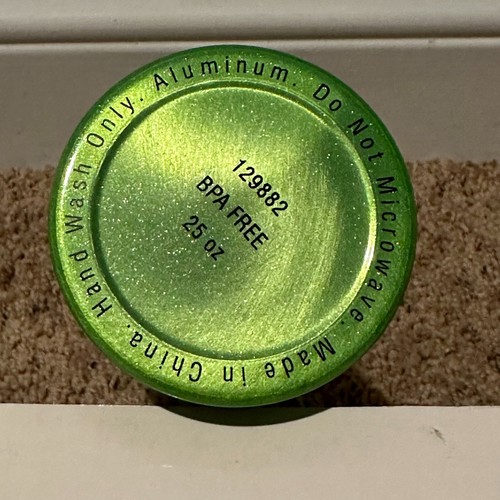 Hand Wash Only. Aluminum. Do Not Microwave. Made in China.
129882
BPA FREE
25 oz